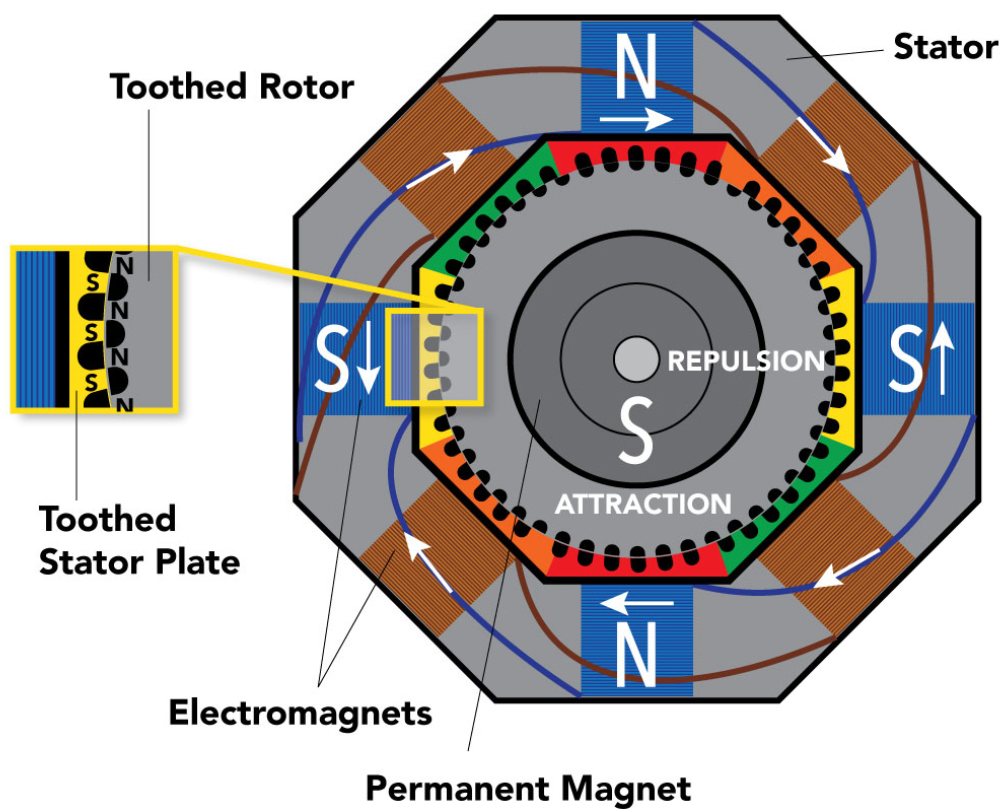 N
Stator
Toothed Rotor
N
S
N
S
N
S
N
S
S
REPULSION
S
ATTRACTION
Toothed
Stator Plate
N
Electromagnets
Permanent Magnet